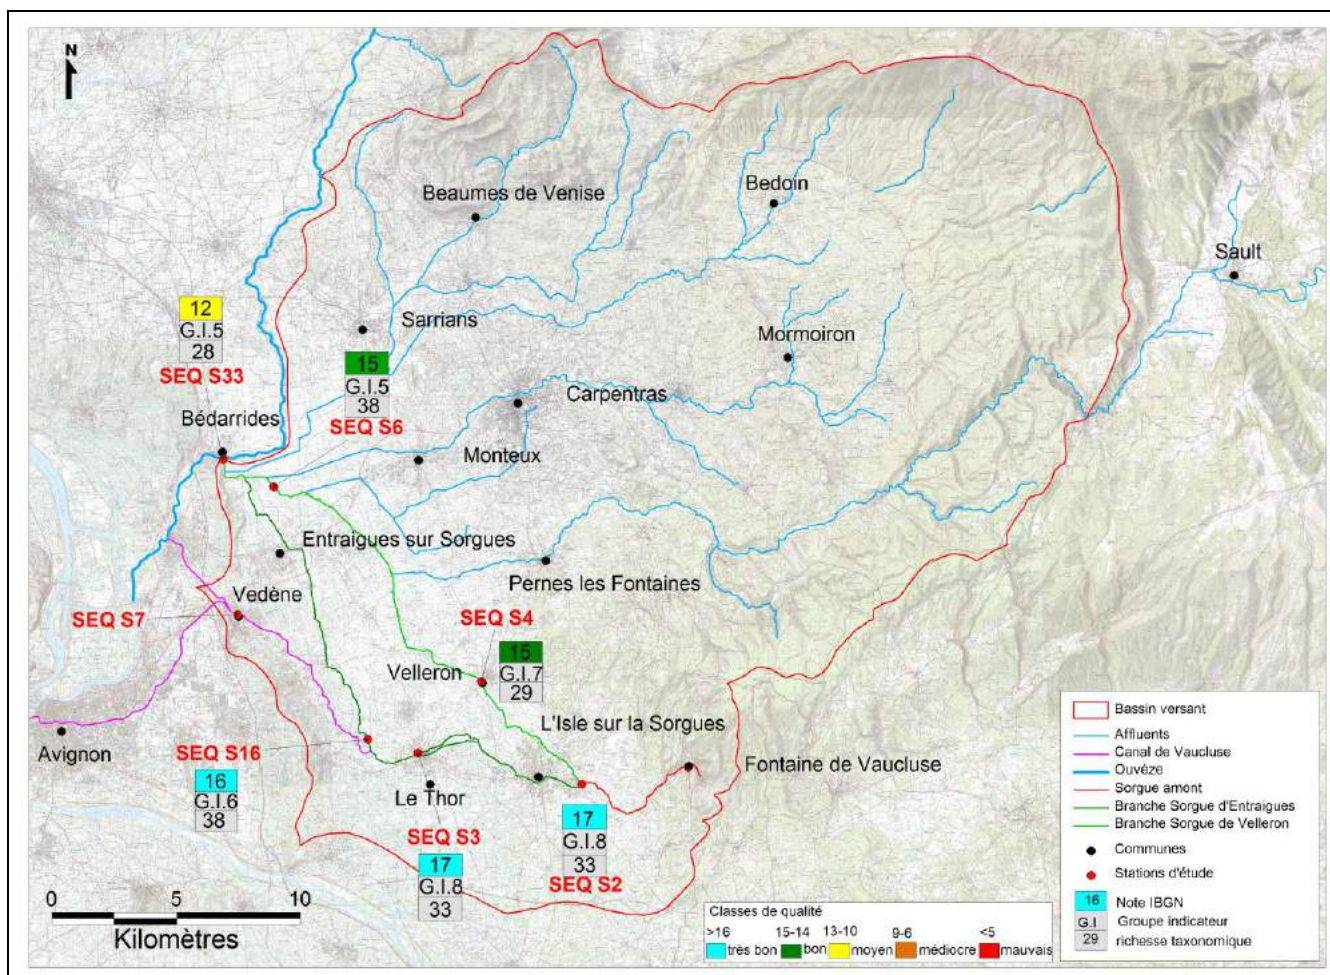 N
Beaumes de Venise
Bedoin
Sault
12
G.I.5
28
SEQ S33
Sarrians
15
G.I.5
38
SEQ S6
Mormoiron
Carpentras
Bédarrides
Monteux
Entraigues sur Sorgues
Pernes les Fontaines
Vedène
SEQ S7
SEQ S4
15
G.I.7
29
Velleron
L'Isle sur la Sorgues
Avignon
SEQ S16
16
G.I.6
38
Le Thor
Fontaine de Vaucluse
SEQ S3
17
G.I.8
33
17
G.I.8
33
SEQ S2
0 5 10
Kilomètres
Bassin versant
Affluents
Canal de Vaucluse
Ouvèze
Sorgue amont
Branche Sorgue d'Entraigues
Branche Sorgue de Velleron
Communes
Stations d'étude
16 Note IBGN
G.I Groupe indicateur
29 richesse taxonomique
Classes de qualité
>16 15-14 13-10 9-6 <5
très bon bon moyen médiocre mauvais